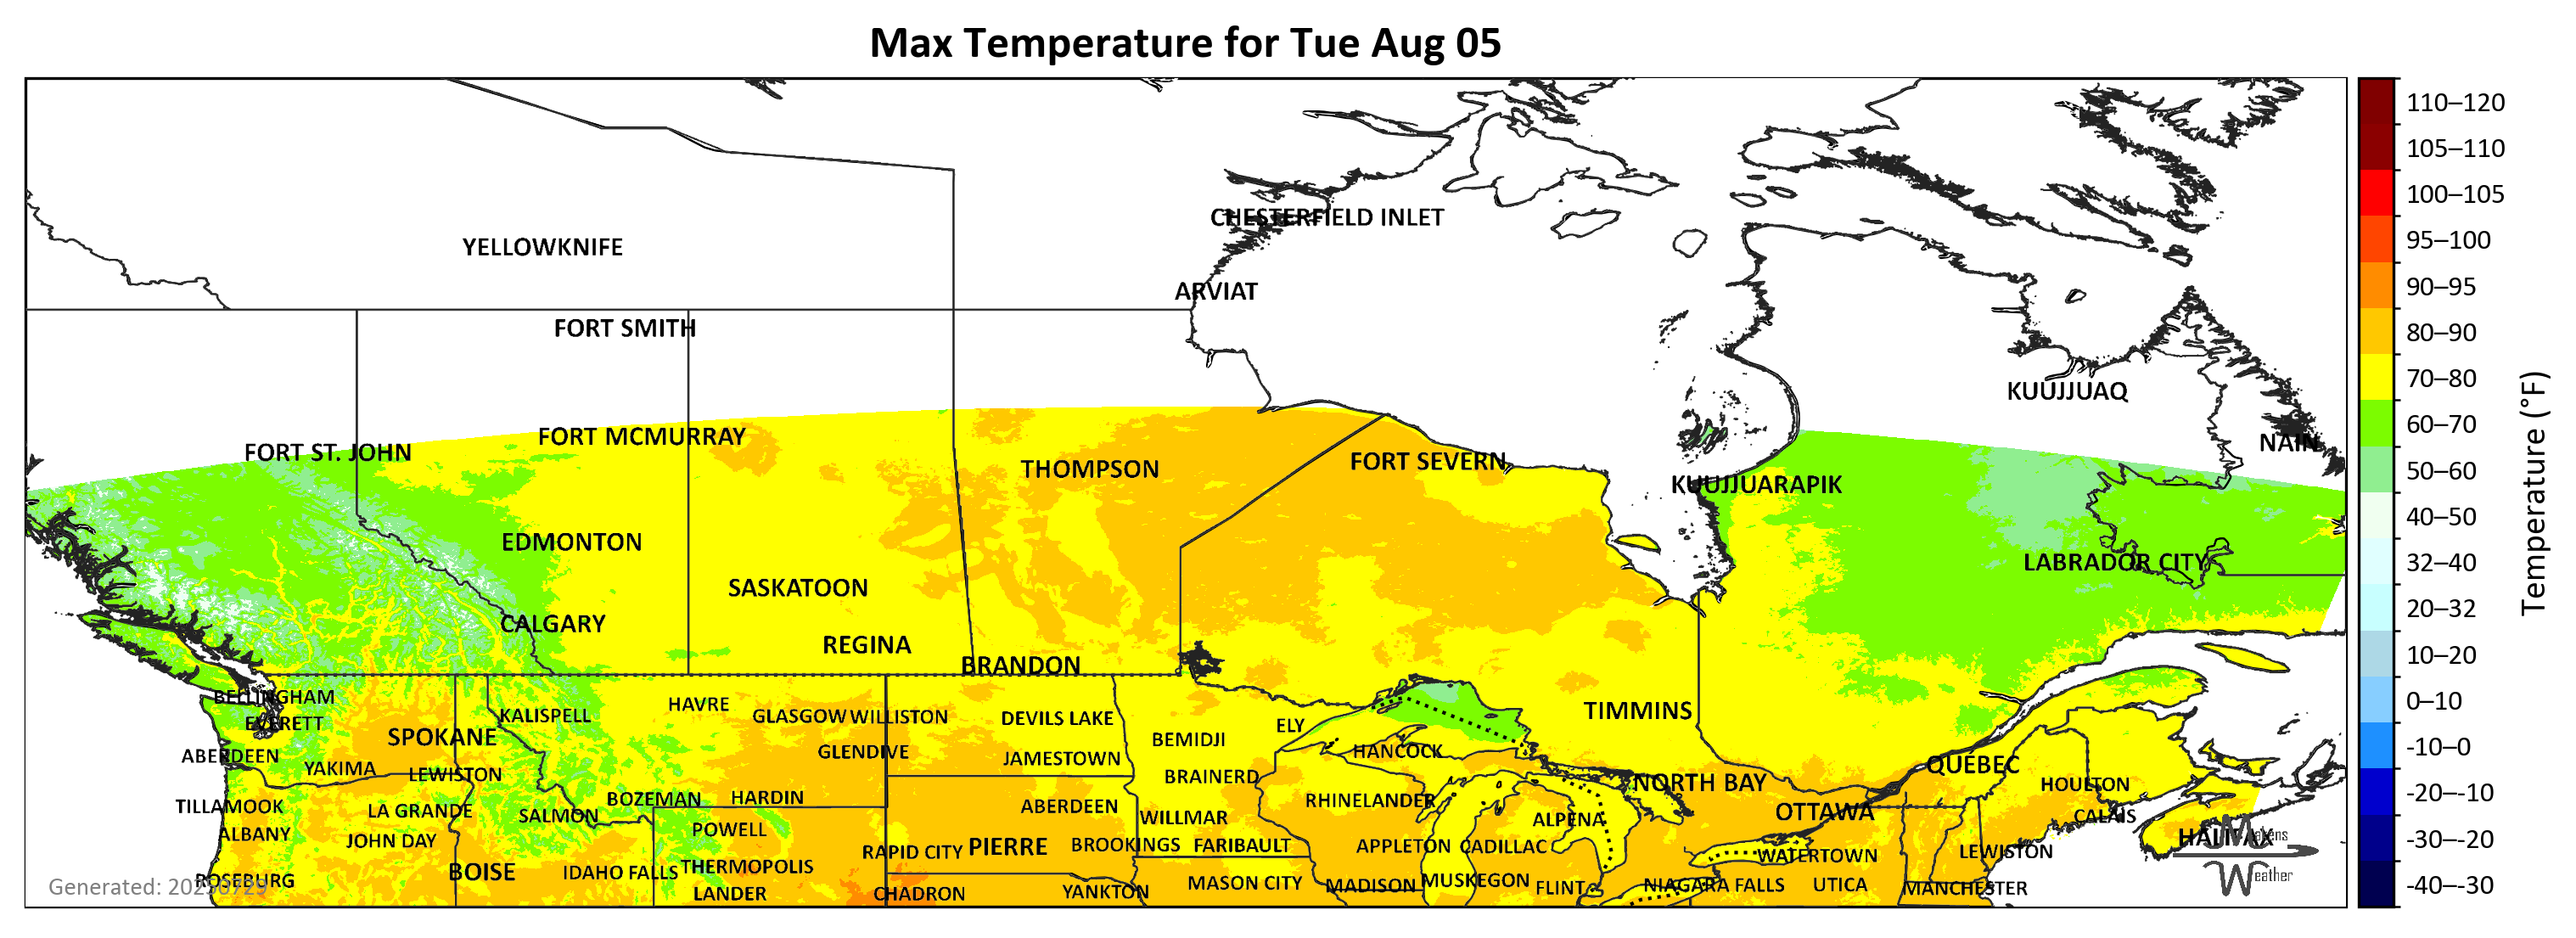 Max Temperature for Tue Aug 05
110–120
105–110
CHESTERFIELD INLET
100–105
YELLOWKNIFE
95–100
ARVIAT
90–95
FORT SMITH
80–90
KUUJJUAQ
70–80
FORT ST. JOHN
FORT MCMURRAY
NAIN
60–70
THOMPSON
FORT SEVERN
50–60
KUUJJUARAPIK
EDMONTON
40–50
LABRADOR CITY
32–40
SASKATOON
CALGARY
20–32
REGINA
BRANDON
10–20
Temperature (°F)
BELLINGHAM
HAVRE
0–10
EVERETT
KALISPELL
GLASGOW
WILLISTON
DEVILS LAKE
ELY
TIMMINS
SPOKANE
BEMIDJI
-10–0
ABERDEEN
GLENDIVE
JAMESTOWN
HANCOCK
QUÉBEC
YAKIMA
LEWISTON
BRAINERD
NORTH BAY
HOULTON
-20–-10
TILLAMOOK
LA GRANDE
SALMON
BOZEMAN
HARDIN
ABERDEEN
WILLMAR
RHINELANDER
ALPENA
OTTAWA
CALAIS
ALBANY
JOHN DAY
POWELL
HALIFAX
-30–-20
RAPID CITY
PIERRE
BROOKINGS
FARIBAULT
APPLETON
CADILLAC
WATERTOWN
LEWISTON
Makens
Weather
ROSEBURG
BOISE
IDAHO FALLS
THERMOPOLIS
Generated: 20250729
LANDER
CHADRON
YANKTON
MASON CITY
MADISON
MUSKEGON
FLINT
NIAGARA FALLS
UTICA
MANCHESTER
-40–-30